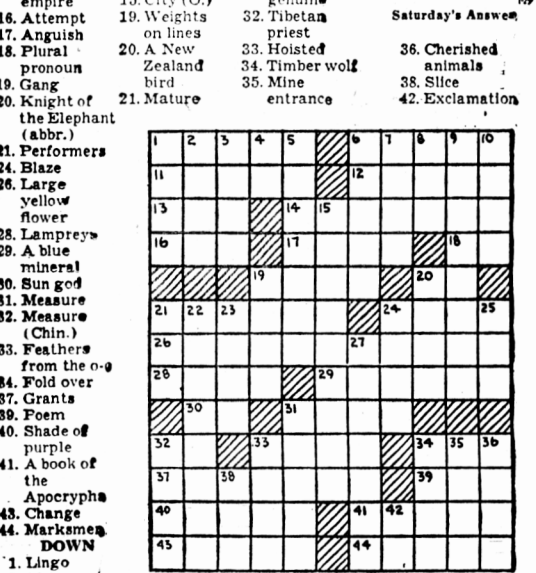 empire
16. Attempt
17. Anguish
18. Plural
pronoun
19. Gang
20. Knight of
the Elephant
(abbr.)
21. Performers
24. Blaze
26. Large
yellow
flower
28. Lampreys
29. A blue
mineral
30. Sun god
31. Measure
32. Measure
(Chin.)
33. Feathers
from the o-o
34. Fold over
37. Grants
39. Poem
40. Shade of
purple
41. A book of
the
Apocrypha
43. Change
44. Marksmen
DOWN
1. Lingo
15. City (O.)
19. Weights
on lines
20. A New
Zealand
bird
21. Mature
genuine
32. Tibetan
priest
33. Hoisted
34. Timber wolf
35. Mine
entrance
Saturday's Answer
36. Cherished
animals
38. Slice
42. Exclamation
1 2 3 4 5 6 7 8 9 10
11 12
13 14 15
16 17 18
19 20
21 22 23 24 25
26 27
28 29
30 31
32 33 34 35 36
37 38 39
40 41 42
43 44